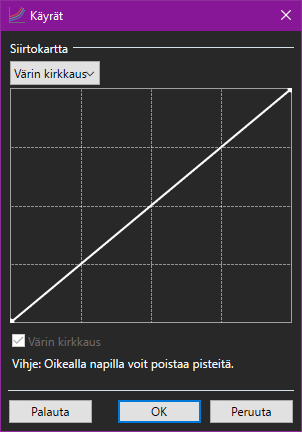 Käyrät
Siirtokartta
Värin kirkkaus
Värin kirkkaus
Vihje: Oikealla napilla voit poistaa pisteitä.
Palauta
OK
Peruuta